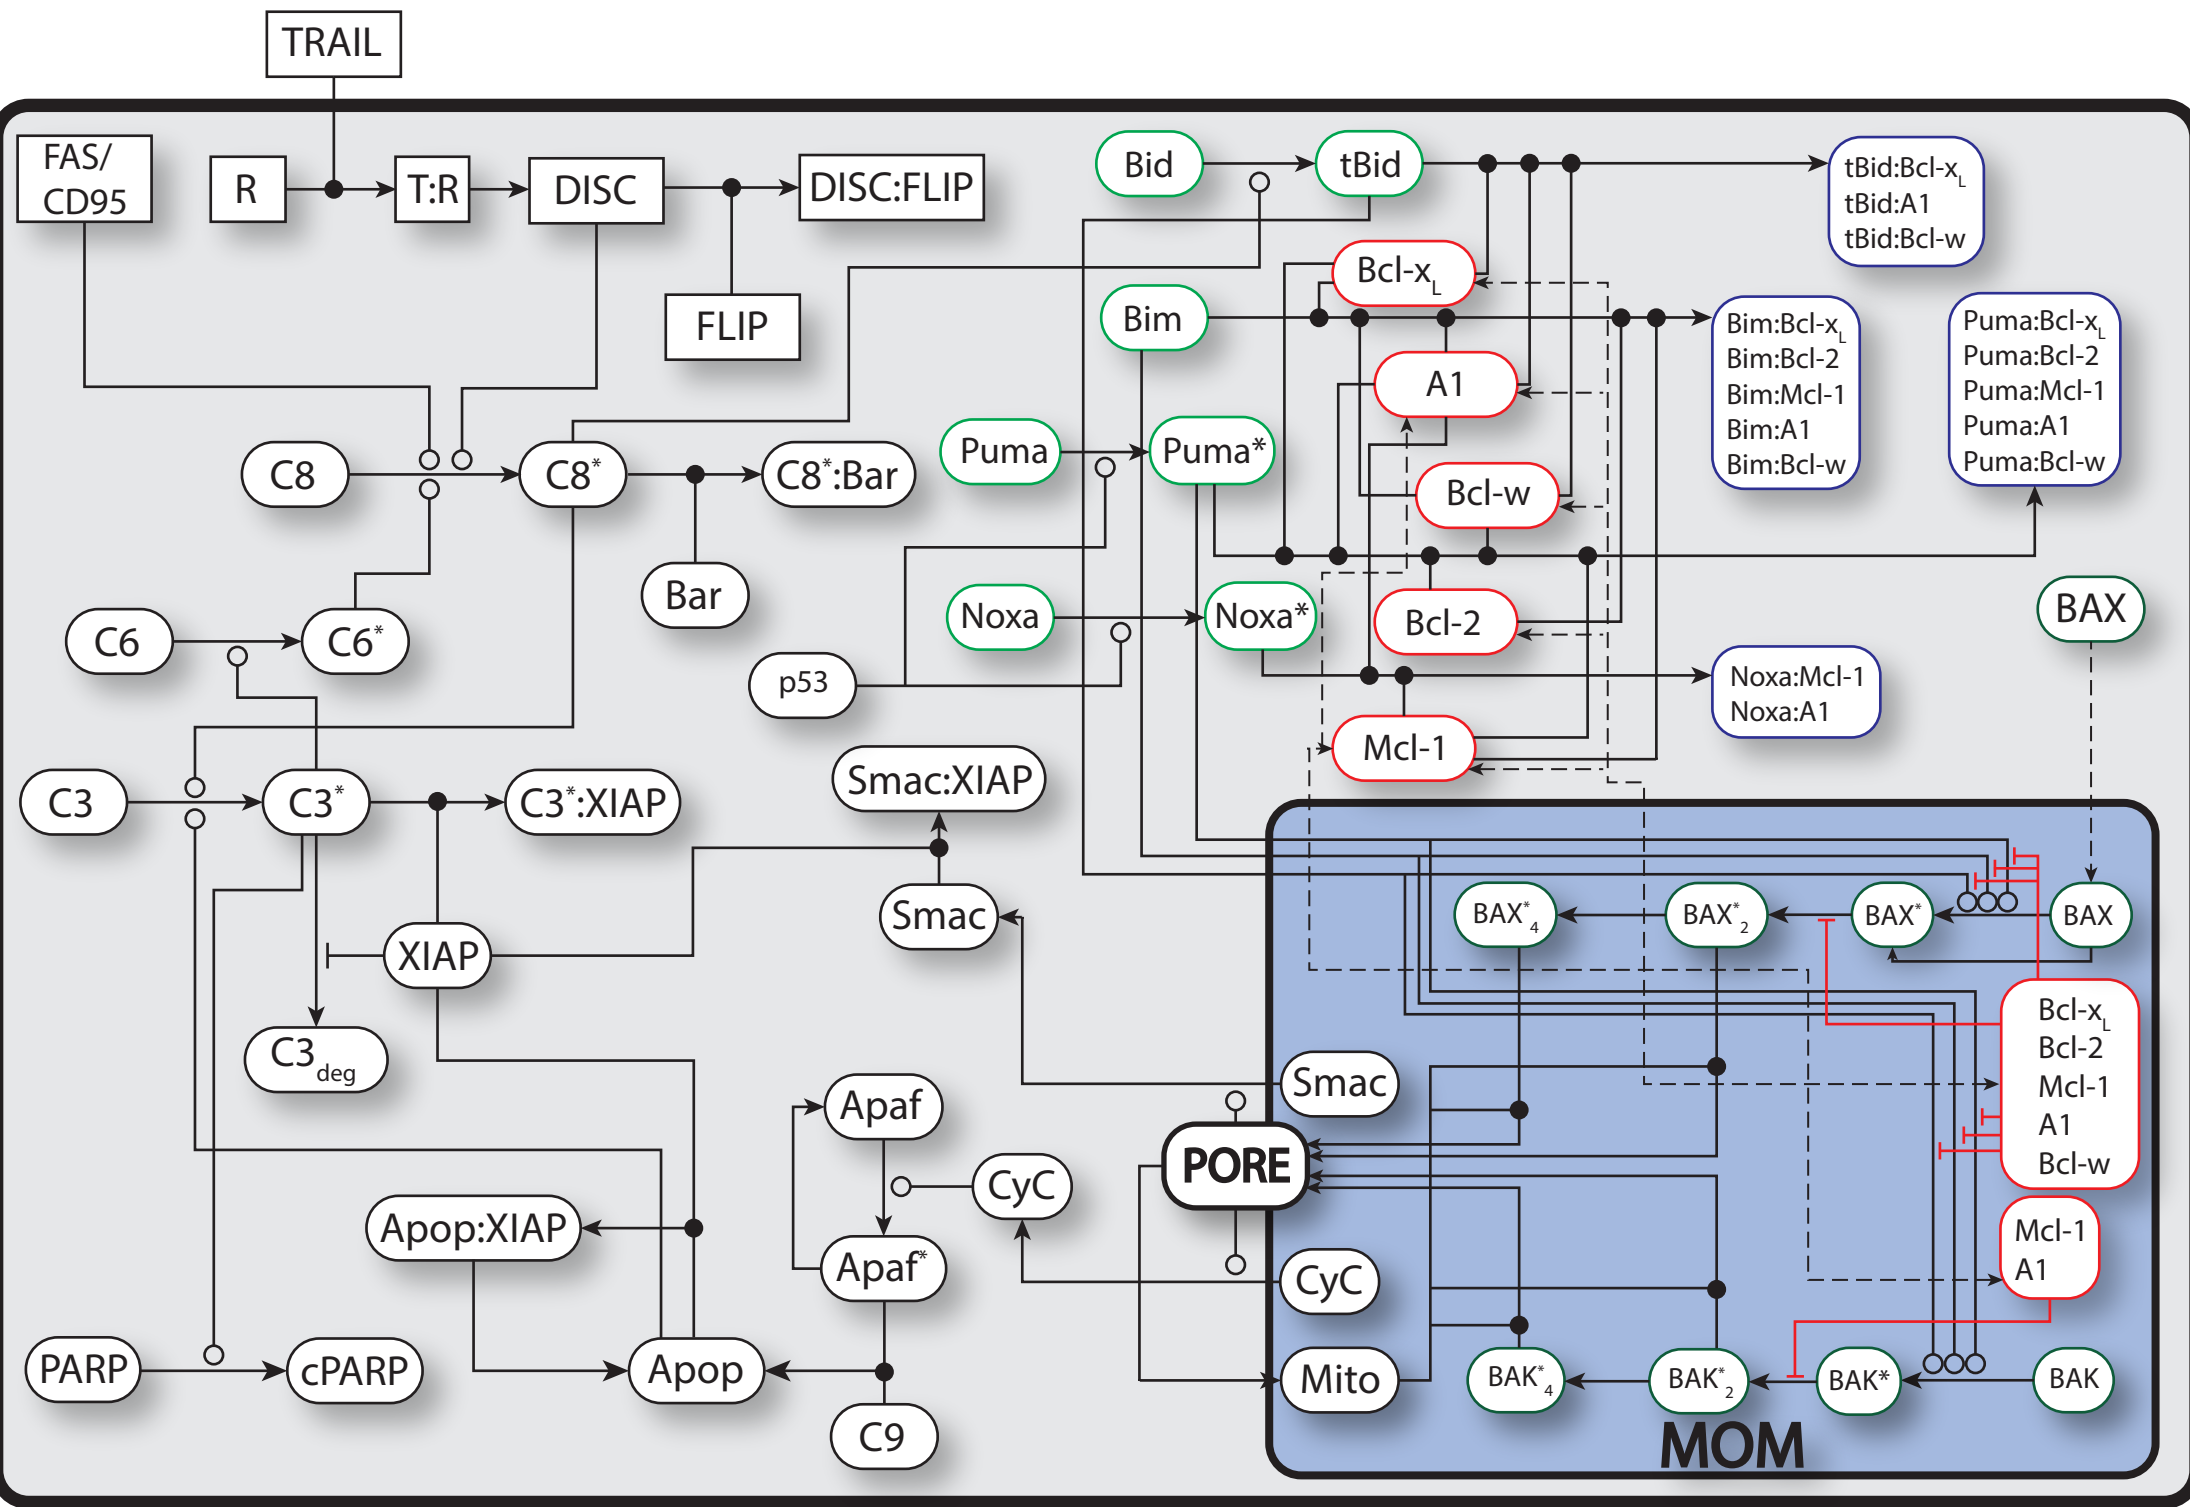 TRAIL
FAS/
CD95
R
T:R
DISC
DISC:FLIP
FLIP
Bid
tBid
tBid:Bcl-xL
tBid:A1
tBid:Bcl-w
Bcl-xL
Bim
Bim:Bcl-xL
Bim:Bcl-2
Bim:Mcl-1
Bim:A1
Bim:Bcl-w
Puma:Bcl-xL
Puma:Bcl-2
Puma:Mcl-1
Puma:A1
Puma:Bcl-w
A1
Puma
Puma*
Bcl-w
C8
C8*
C8*:Bar
Bar
Noxa
Noxa*
Bcl-2
BAX
C6
C6*
p53
Noxa:Mcl-1
Noxa:A1
Mcl-1
C3
C3*
C3*:XIAP
Smac:XIAP
Smac
XIAP
C3deg
BAX*4
BAX*2
BAX*
BAX
Bcl-xL
Bcl-2
Mcl-1
A1
Bcl-w
Smac
Apaf
PORE
CyC
Apop:XIAP
Apaf*
CyC
Mcl-1
A1
PARP
cPARP
Apop
C9
Mito
BAK*4
BAK*2
BAK*
BAK
MOM